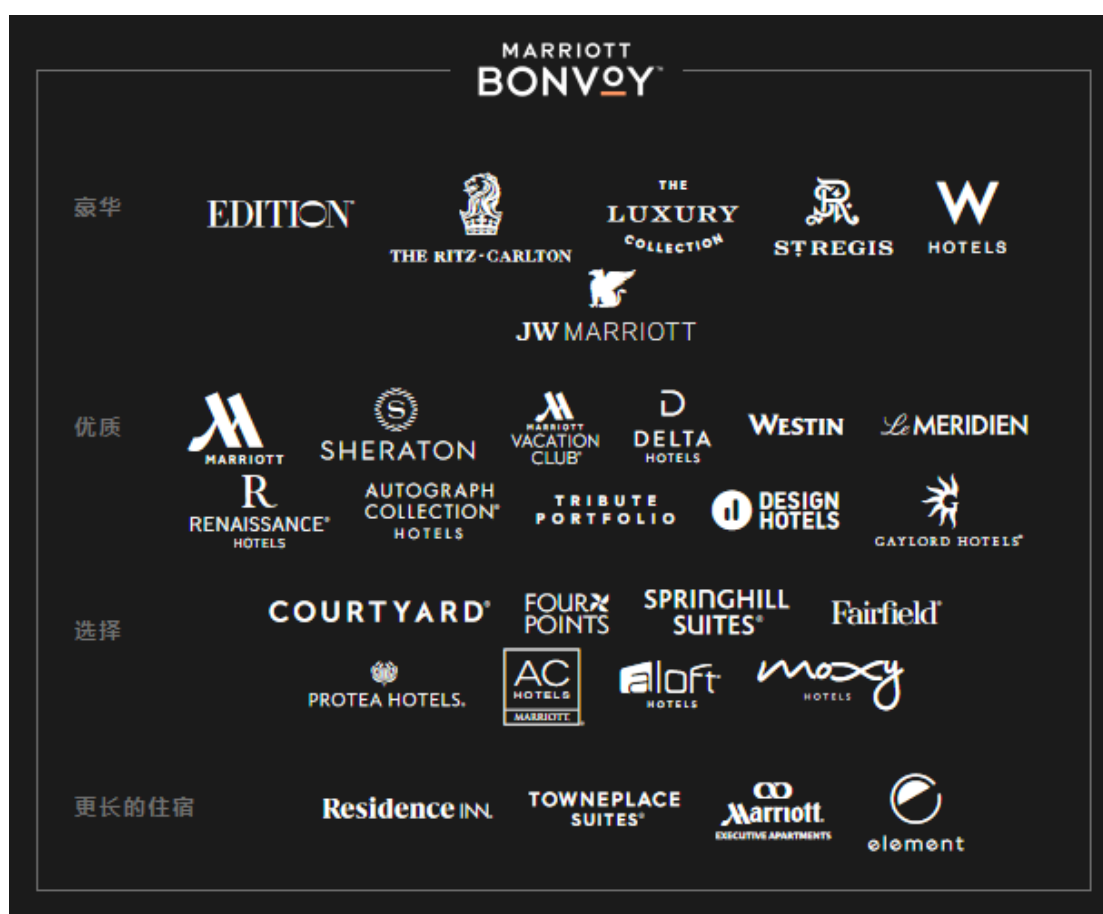 MARRIOTT
BONVOY™
豪华
EDITION
THE RITZ-CARLTON
THE
LUXURY
COLLECTION
ST REGIS
W
HOTELS
JW MARRIOTT
优质
MARRIOTT
S
SHERATON
MARRIOTT
VACATION
CLUB®
D
DELTA
HOTELS
WESTIN
Le MERIDIEN
R
RENAISSANCE®
HOTELS
AUTOGRAPH
COLLECTION®
HOTELS
TRIBUTE
PORTFOLIO
DESIGN
HOTELS
GAYLORD HOTELS®
选择
COURTYARD®
FOUR
POINTS
SPRINGHILL
SUITES®
Fairfield®
PROTEA HOTELS.
AC
HOTELS
MARRIOTT
aloft
HOTELS
moxy
HOTELS
更长的住宿
Residence INN.
TOWNEPLACE
SUITES®
Marriott.
EXECUTIVE APARTMENTS
element